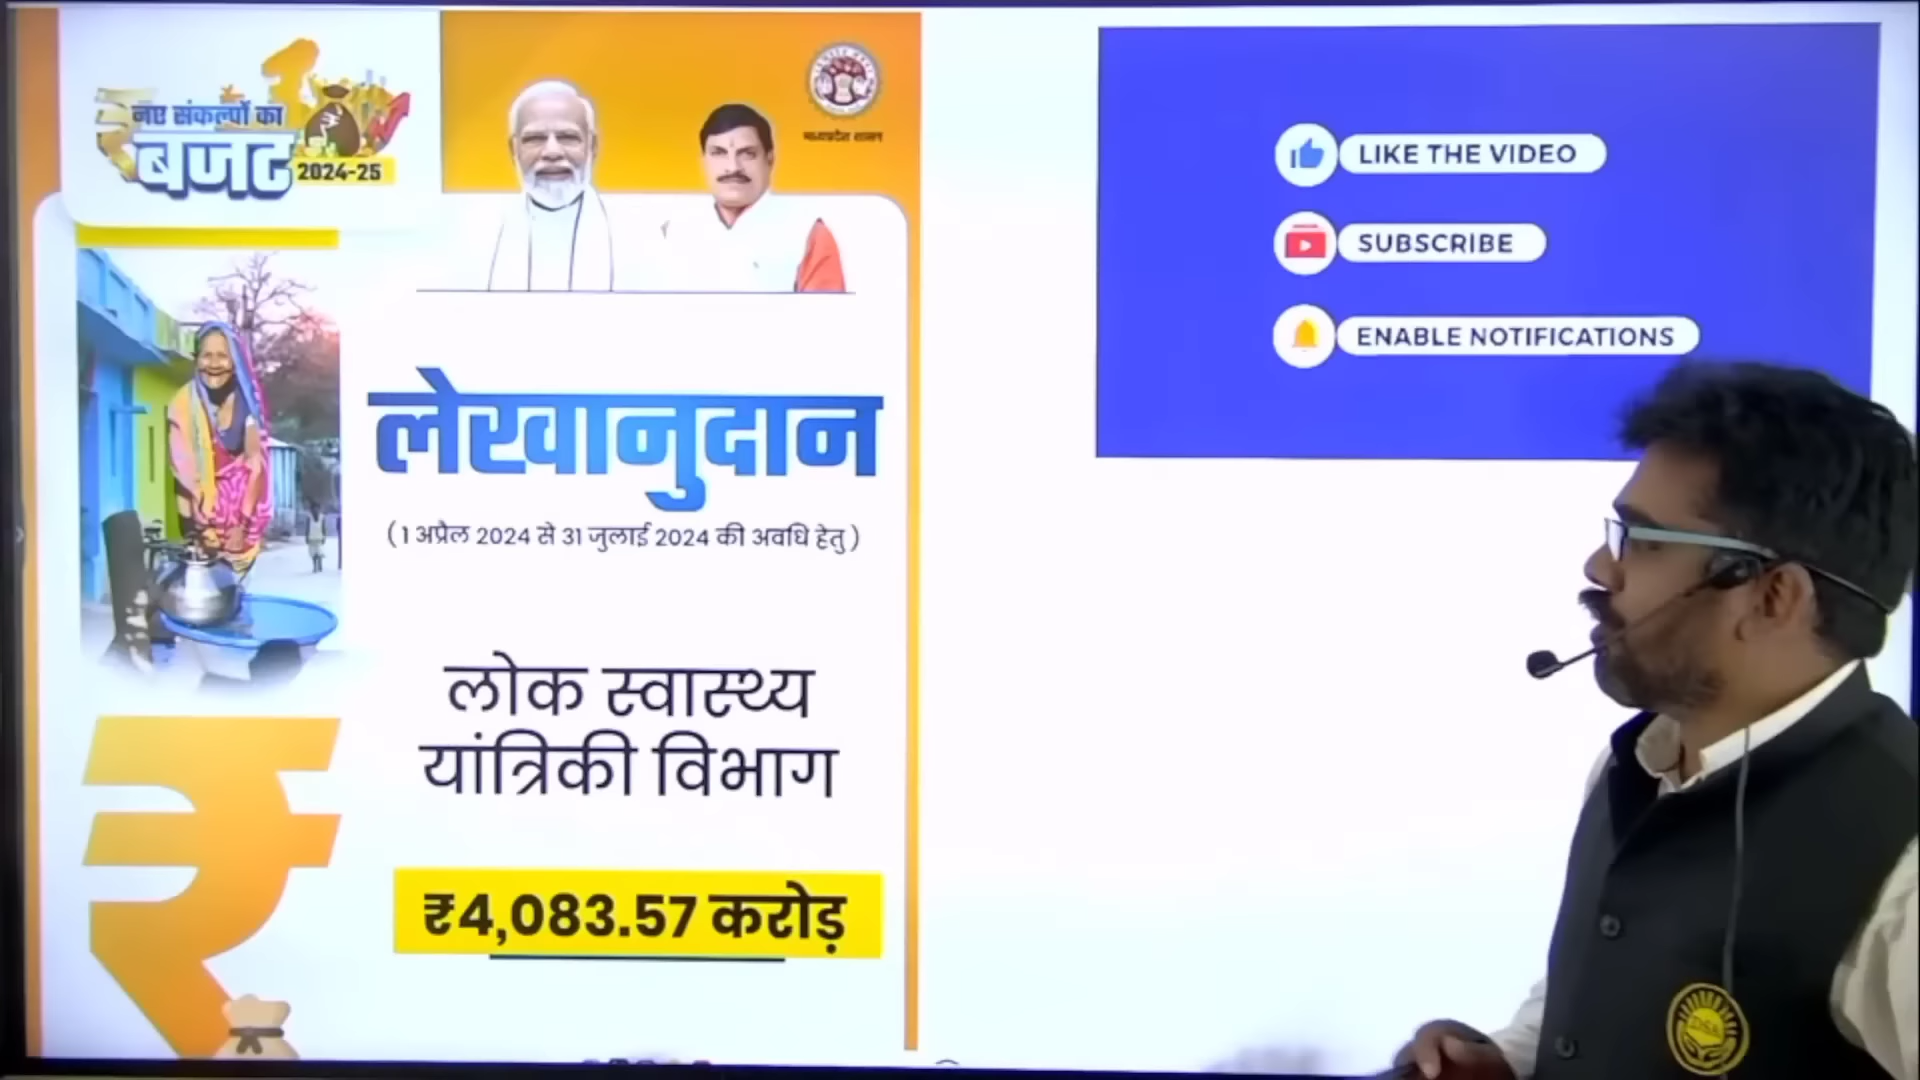 नए संकल्पों का
बजट
2024-25
मध्यप्रदेश शासन
लेखानुदान
( 1 अप्रैल 2024 से 31 जुलाई 2024 की अवधि हेतु )
लोक स्वास्थ्य
यांत्रिकी विभाग
₹4,083.57 करोड़
LIKE THE VIDEO
SUBSCRIBE
ENABLE NOTIFICATIONS
DSA